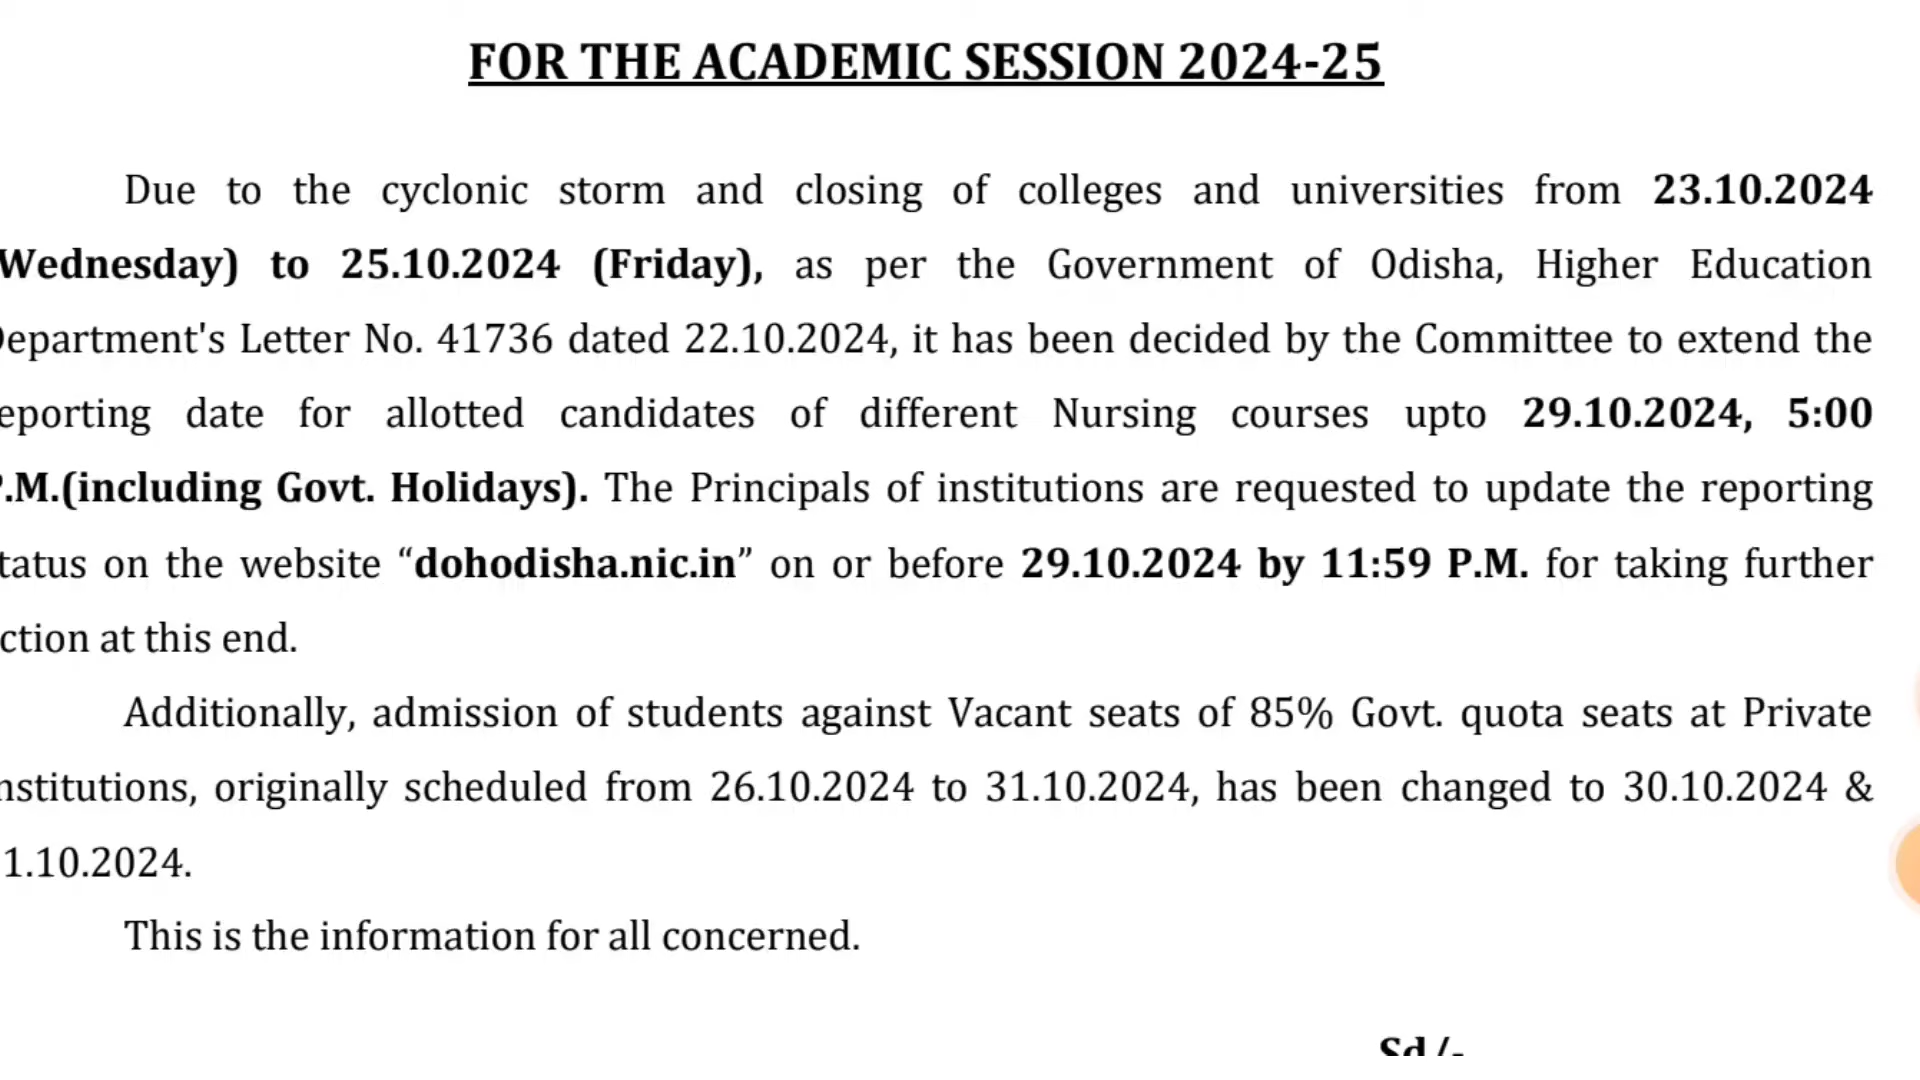 FOR THE ACADEMIC SESSION 2024-25
Due to the cyclonic storm and closing of colleges and universities from 23.10.2024
Wednesday) to 25.10.2024 (Friday), as per the Government of Odisha, Higher Education
Department's Letter No. 41736 dated 22.10.2024, it has been decided by the Committee to extend the
eporting date for allotted candidates of different Nursing courses upto 29.10.2024, 5:00
P.M.(including Govt. Holidays). The Principals of institutions are requested to update the reporting
tatus on the website “dohodisha.nic.in” on or before 29.10.2024 by 11:59 P.M. for taking further
ction at this end.
Additionally, admission of students against Vacant seats of 85% Govt. quota seats at Private
nstitutions, originally scheduled from 26.10.2024 to 31.10.2024, has been changed to 30.10.2024 &
1.10.2024.
This is the information for all concerned.
Sd/-